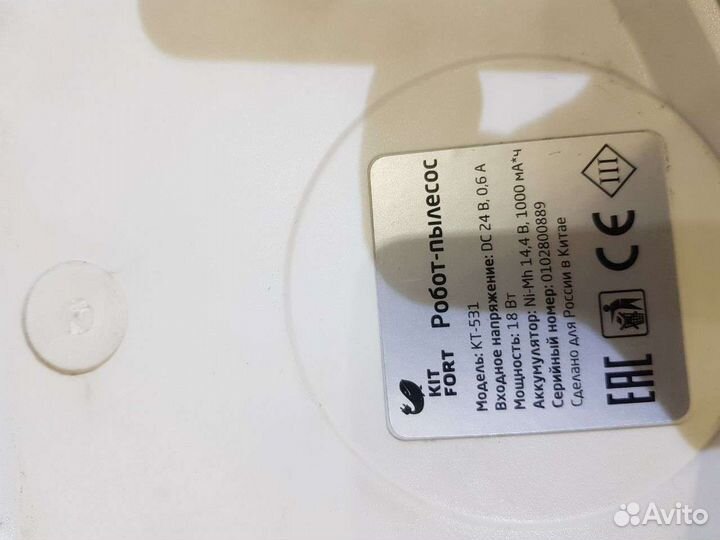 KIT
FORT
Робот-пылесос
Модель: КТ-531
Входное напряжение: DC 24 В, 0,6 А
Мощность: 18 Вт
Аккумулятор: Ni-Mh 14,4 В, 1000 мА*ч
Серийный номер: 0102800889
Сделано для России в Китае
EAC
CE
III
Avito